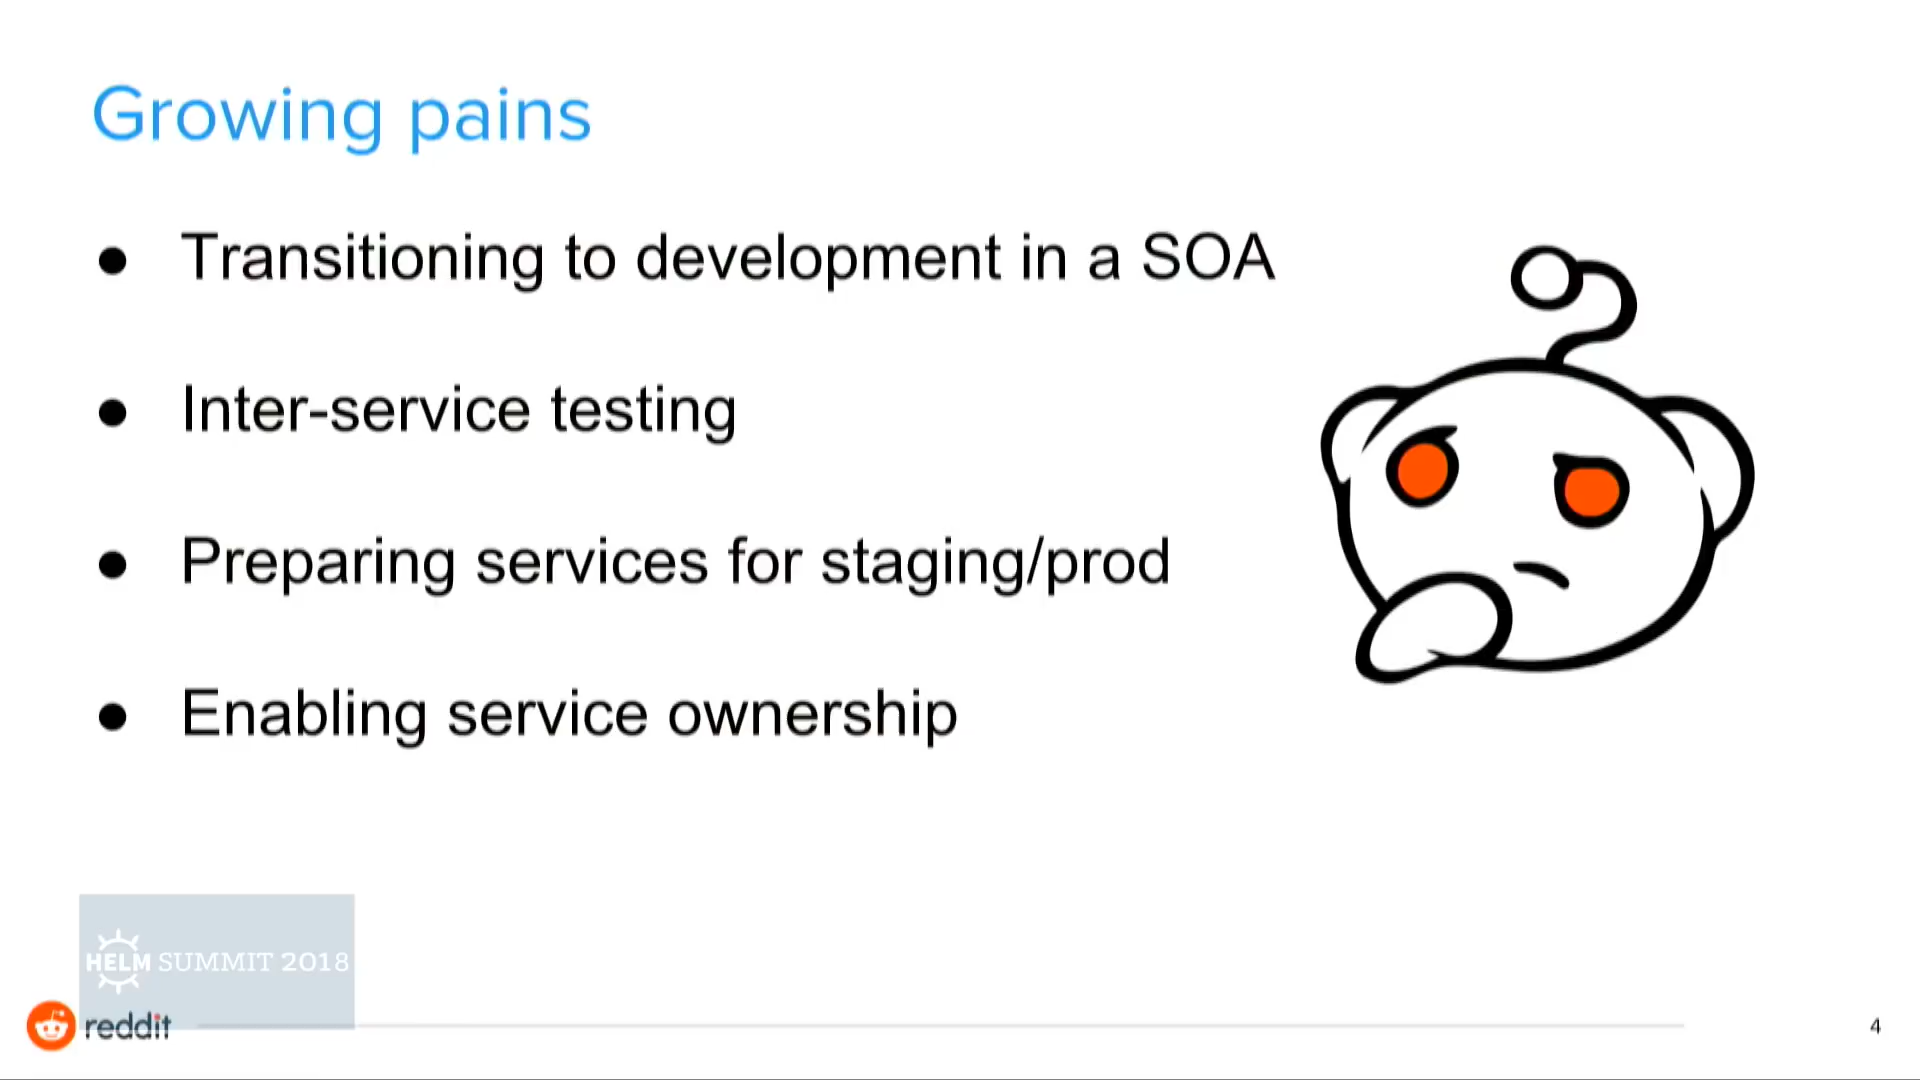 Growing pains
● Transitioning to development in a SOA
● Inter-service testing
● Preparing services for staging/prod
● Enabling service ownership
HELM SUMMIT 2018
reddit
4